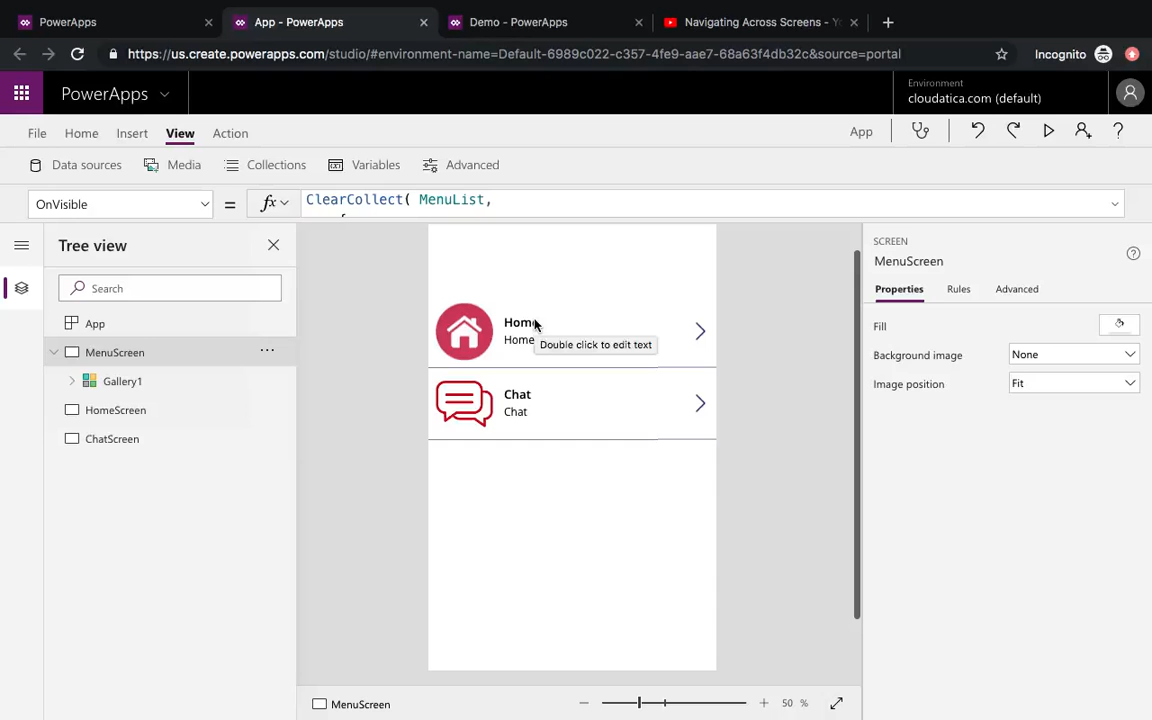 PowerApps
App - PowerApps
Demo - PowerApps
Navigating Across Screens - Y
https://us.create.powerapps.com/studio/#environment-name=Default-6989c022-c357-4fe9-aae7-68a63f4db32c&source=portal
Incognito
PowerApps
Environment
cloudatica.com (default)
File Home Insert View Action
App
Data sources Media Collections Variables Advanced
OnVisible
= fx
ClearCollect( MenuList,
{
Tree view
Search
App
MenuScreen
Gallery1
HomeScreen
ChatScreen
Home
Home
Double click to edit text
Chat
Chat
SCREEN
MenuScreen
Properties Rules Advanced
Fill
Background image None
Image position Fit
MenuScreen
50 %